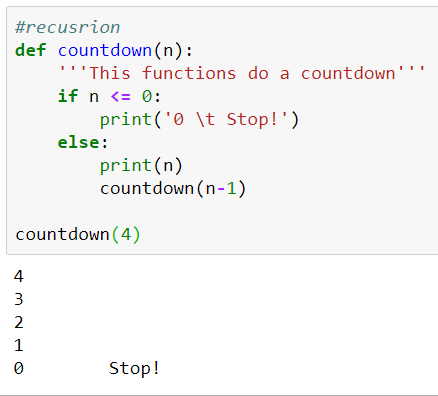 #recusrion
def countdown(n):
    '''This functions do a countdown'''
    if n <= 0:
        print('0 \t Stop!')
    else:
        print(n)
        countdown(n-1)

countdown(4)
4
3
2
1
0        Stop!